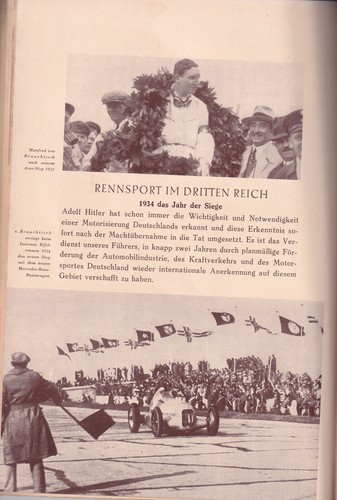 Manfred von
Brauchitsch
nach seinem
Avus-Sieg 1932
RENNSPORT IM DRITTEN REICH
1934 das Jahr der Siege
Adolf Hitler hat schon immer die Wichtigkeit und Notwendigkeit
einer Motorisierung Deutschlands erkannt und diese Erkenntnis so-
fort nach der Machtübernahme in die Tat umgesetzt. Es ist das Ver-
dienst unseres Führers, in knapp zwei Jahren durch planmäßige För-
derung der Automobilindustrie, des Kraftverkehrs und des Motor-
sportes Deutschland wieder internationale Anerkennung auf diesem
Gebiet verschafft zu haben.
v. Brauchitsch
erringt beim
Internat. Eifel-
rennen 1934
den ersten Sieg
mit dem neuen
Mercedes-Benz-
Rennwagen